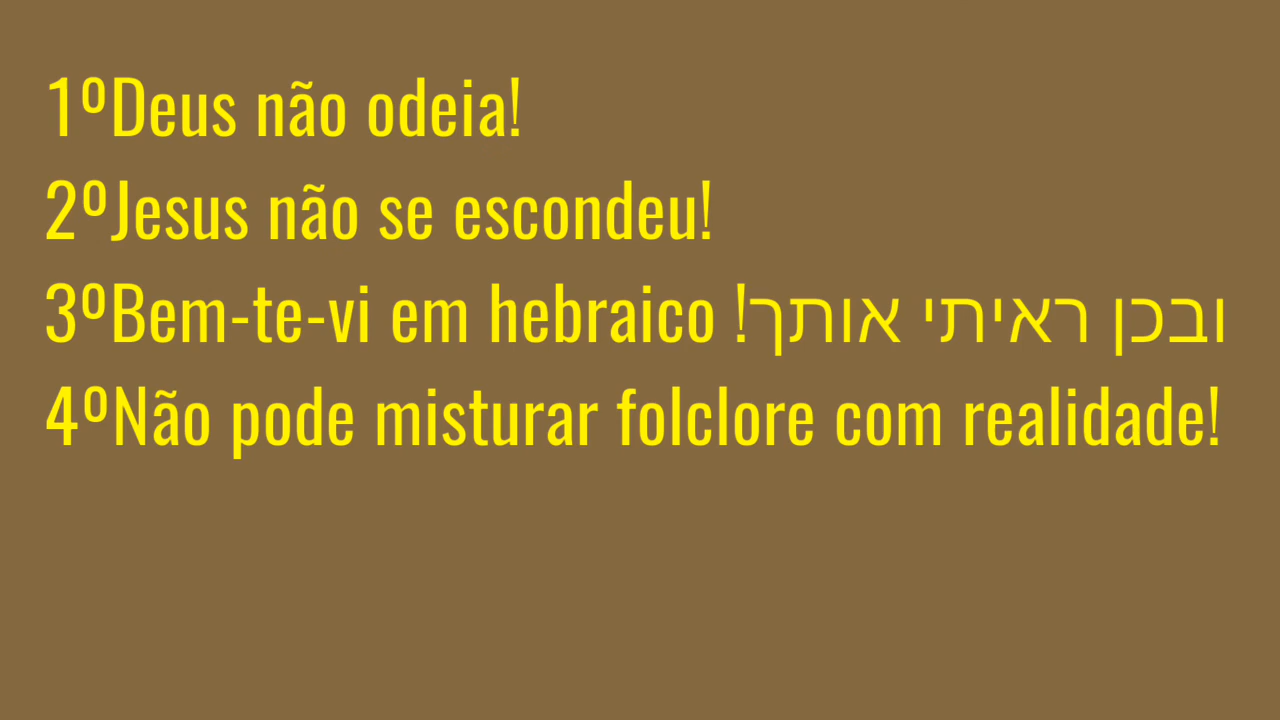 1ºDeus não odeia!
2ºJesus não se escondeu!
3ºBem-te-vi em hebraico ובכן ראיתי אותך!
4ºNão pode misturar folclore com realidade!